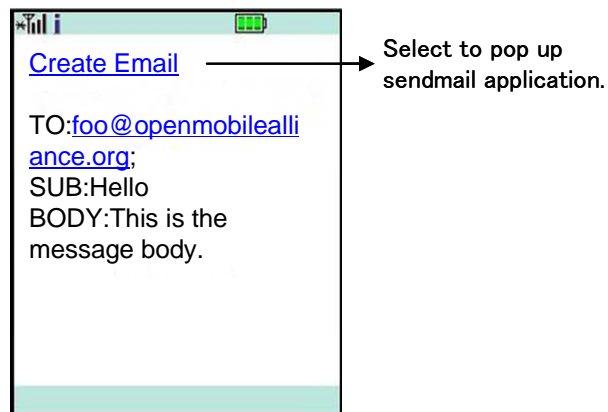 i
Create Email
Select to pop up
sendmail application.
TO:foo@openmobilealli
ance.org;
SUB:Hello
BODY:This is the
message body.